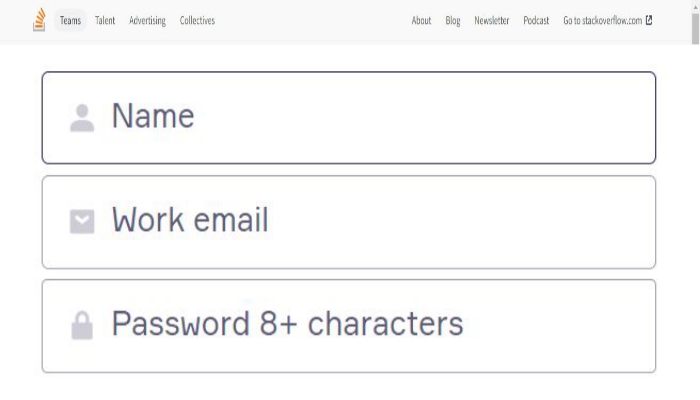 Teams Talent Advertising Collectives About Blog Newsletter Podcast Go to stackoverflow.com
Name
Work email
Password 8+ characters